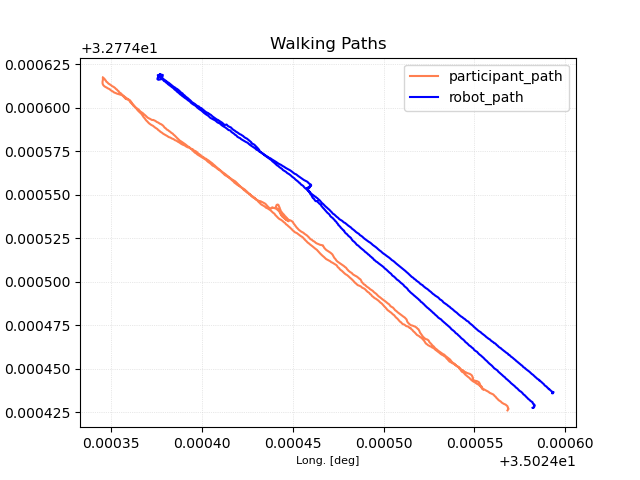 Walking Paths
+3.2774e1
participant_path
robot_path
0.000625
0.000600
0.000575
0.000550
0.000525
0.000500
0.000475
0.000450
0.000425
0.00035 0.00040 0.00045 0.00050 0.00055 0.00060
Long. [deg]
+3.5024e1